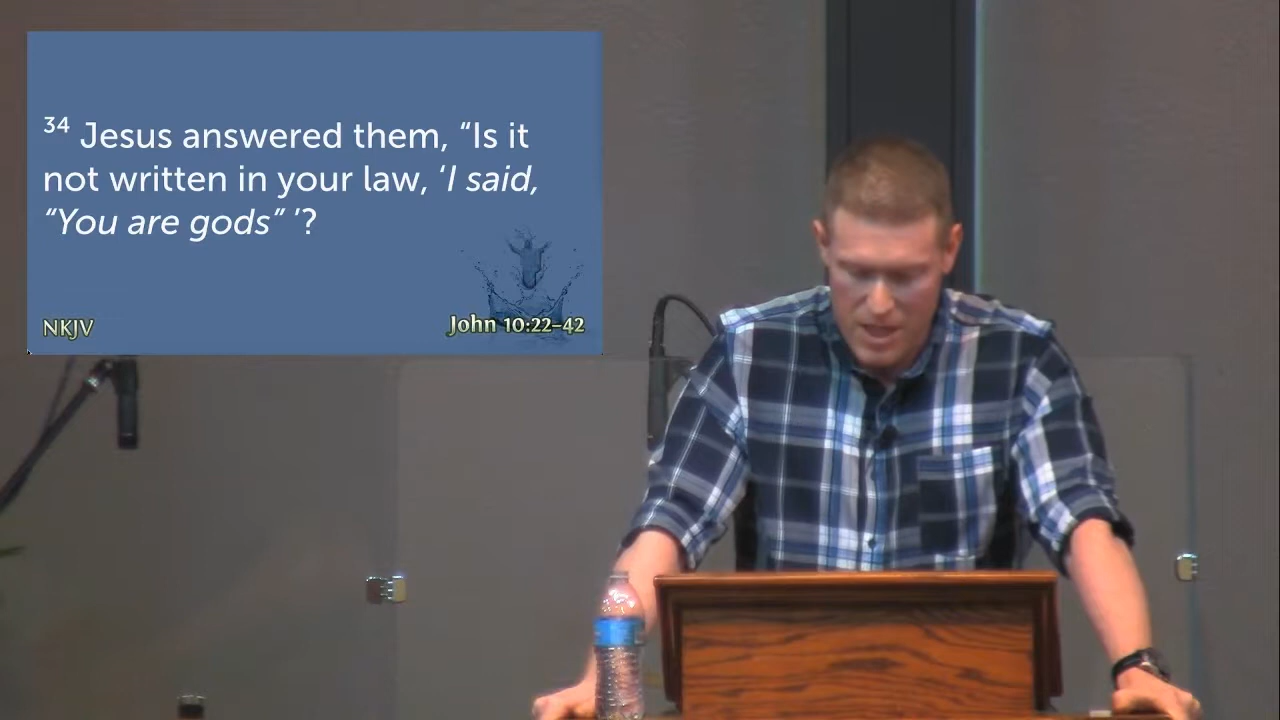 34 Jesus answered them, “Is it
not written in your law, ‘I said,
“You are gods” ’?
NKJV
John 10:22–42